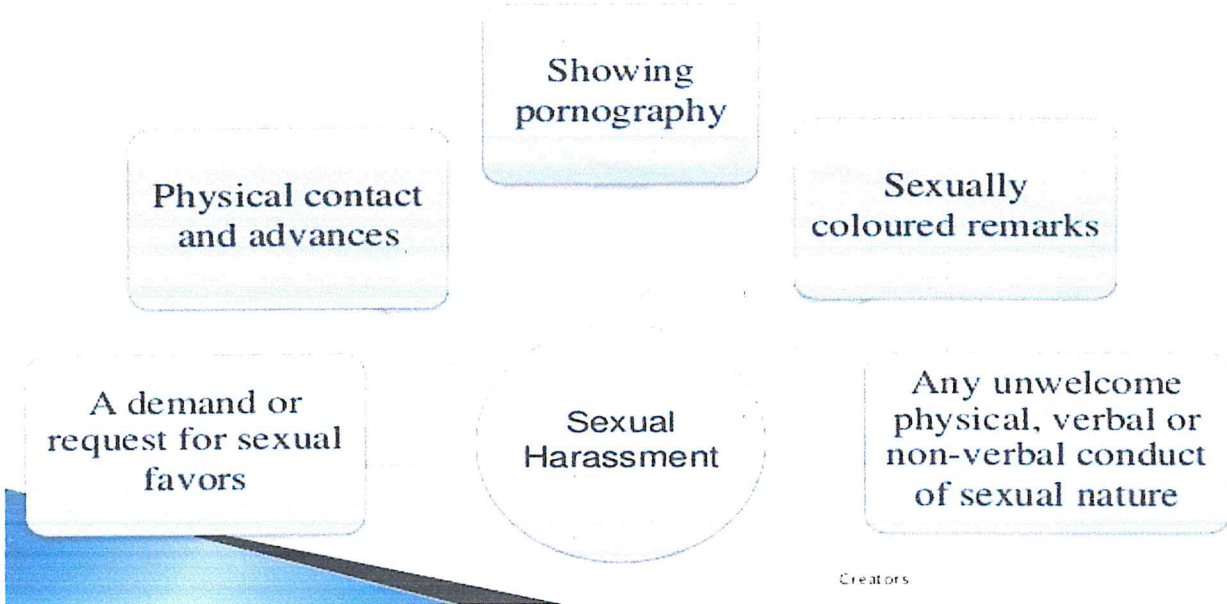 Showing
pornography
Physical contact
and advances
Sexually
coloured remarks
A demand or
request for sexual
favors
Sexual
Harassment
Any unwelcome
physical, verbal or
non-verbal conduct
of sexual nature
Creators